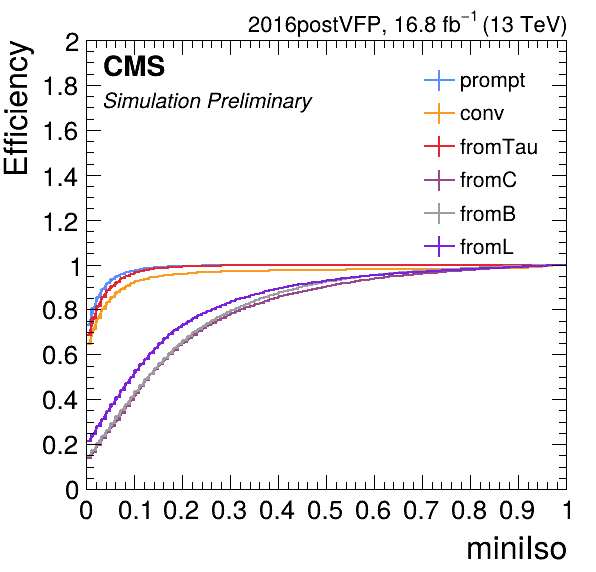 2016postVFP, 16.8 fb⁻¹ (13 TeV)
CMS
Simulation Preliminary
Efficiency
prompt
conv
fromTau
fromC
fromB
fromL
2
1.8
1.6
1.4
1.2
1
0.8
0.6
0.4
0.2
0
0 0.1 0.2 0.3 0.4 0.5 0.6 0.7 0.8 0.9 1
miniIso